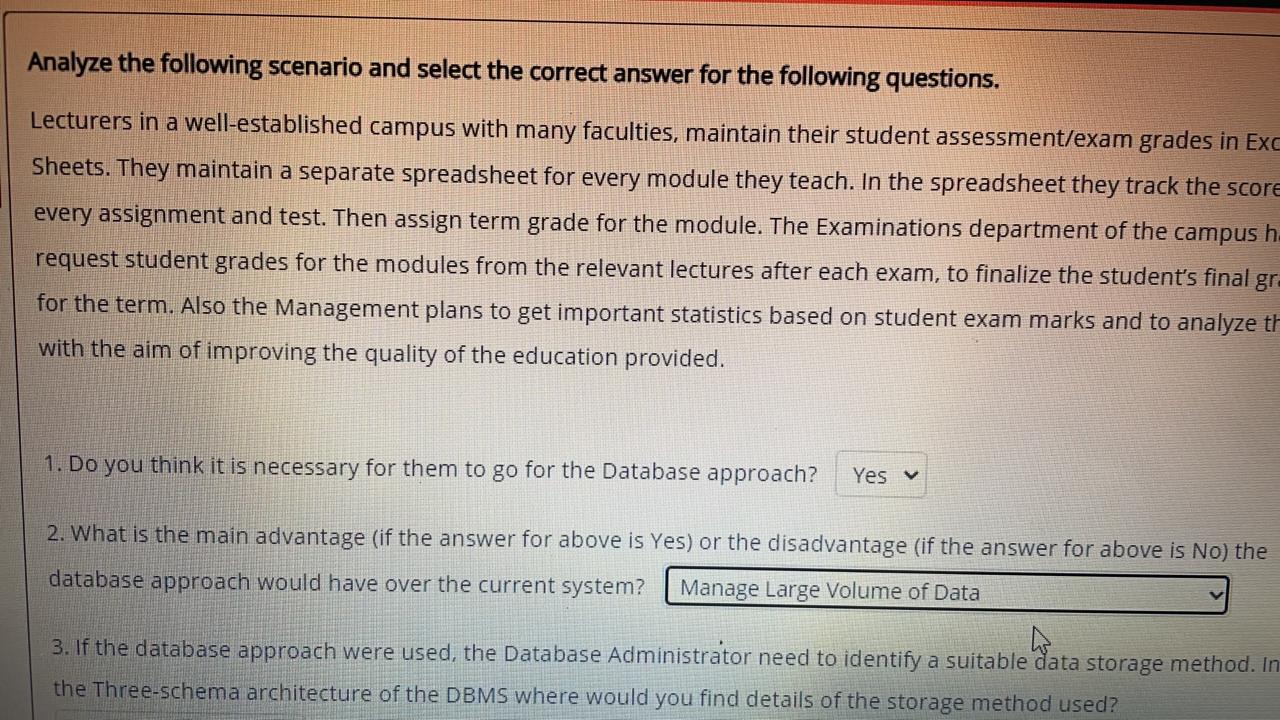 Analyze the following scenario and select the correct answer for the following questions.
Lecturers in a well-established campus with many faculties, maintain their student assessment/exam grades in
Sheets. They maintain a separate spreadsheet for every module they teach. In the spreadsheet they track the
every assignment and test. Then assign term grade for the module. The Examinations department of the campus
request student grades for the modules from the relevant lectures after each exam, to finalize the student's final
for the term. Also the Management plans to get important statistics based on student exam marks and to analyze
with the aim of improving the quality of the education provided.
1. Do you think it is necessary for them to go for the Database approach? Yes
2. What is the main advantage (if the answer for above is Yes) or the disadvantage (if the answer for above is No) the
database approach would have over the current system? Manage Large Volume of Data
3. If the database approach were used, the Database Administrator need to identify a suitable data storage method. In
the Three-schema architecture of the DBMS where would you find details of the storage method used?